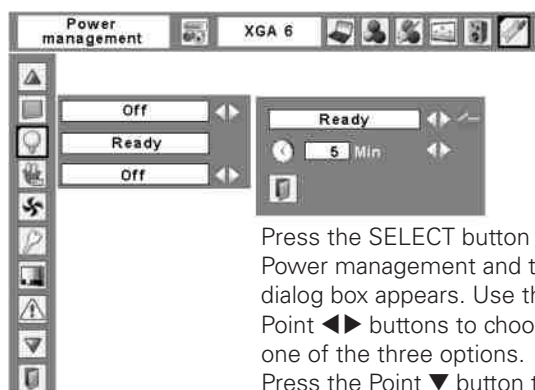 Power
management
XGA 6
Off
Ready
Off
Ready
5 Min
Press the SELECT button
Power management and t
dialog box appears. Use th
Point ◀▶ buttons to choo
one of the three options.
Press the Point ▼ button t